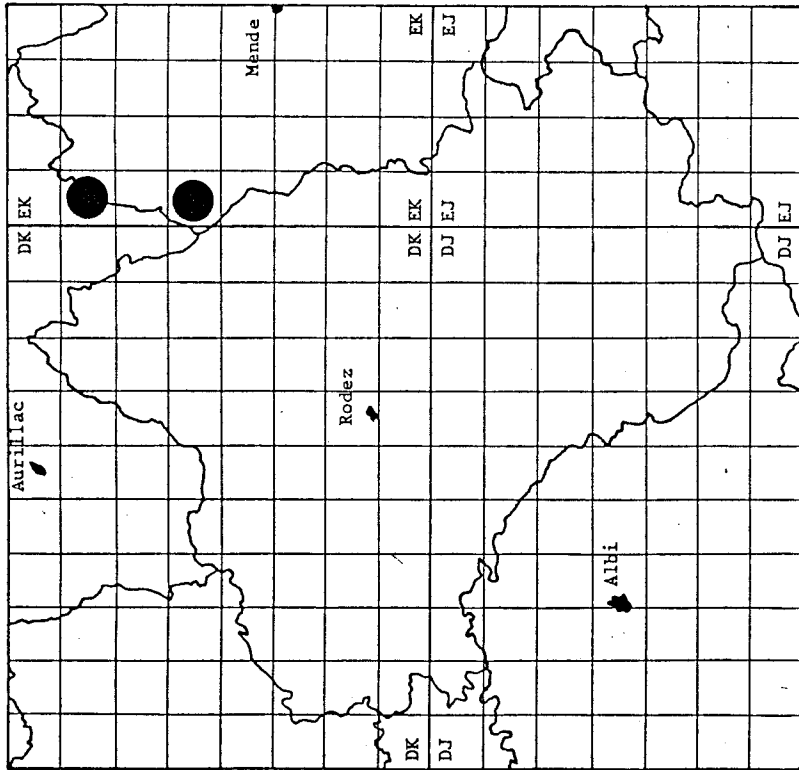 Aurillac
DK EK
Mende
Rodez
DK
DK EK
EK
DJ
DJ EJ
EJ
Albi
DJ EJ